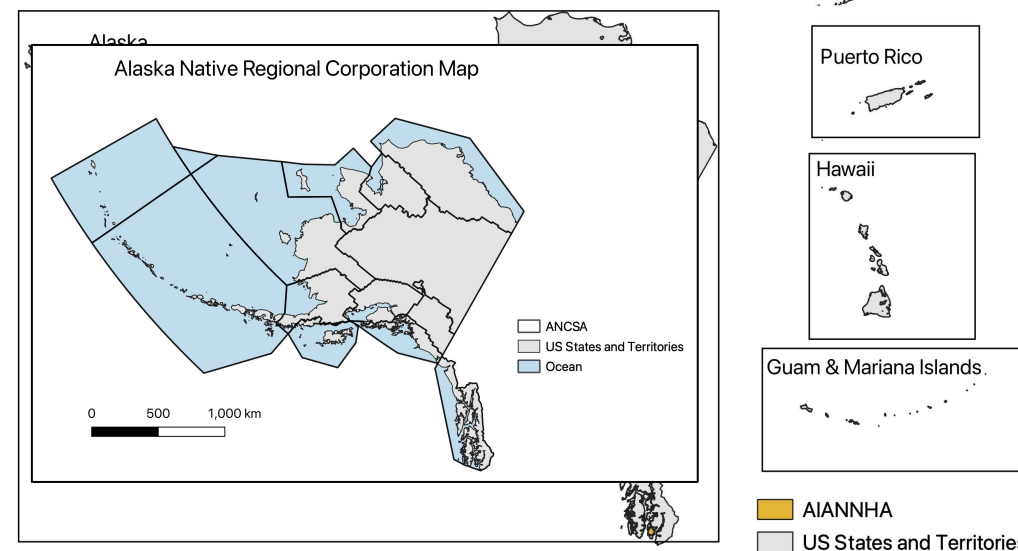 Alaska
Alaska Native Regional Corporation Map
ANCSA
US States and Territories
Ocean
0 500 1,000 km
Puerto Rico
Hawaii
Guam & Mariana Islands
AIANNHA
US States and Territories